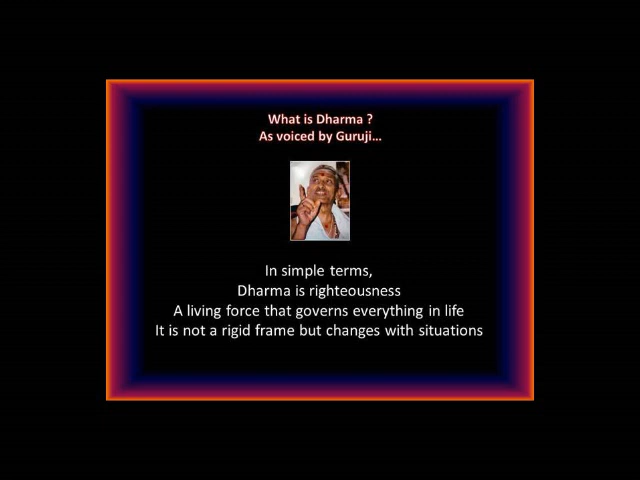 What is Dharma ?
As voiced by Guruji...
In simple terms,
Dharma is righteousness
A living force that governs everything in life
It is not a rigid frame but changes with situations